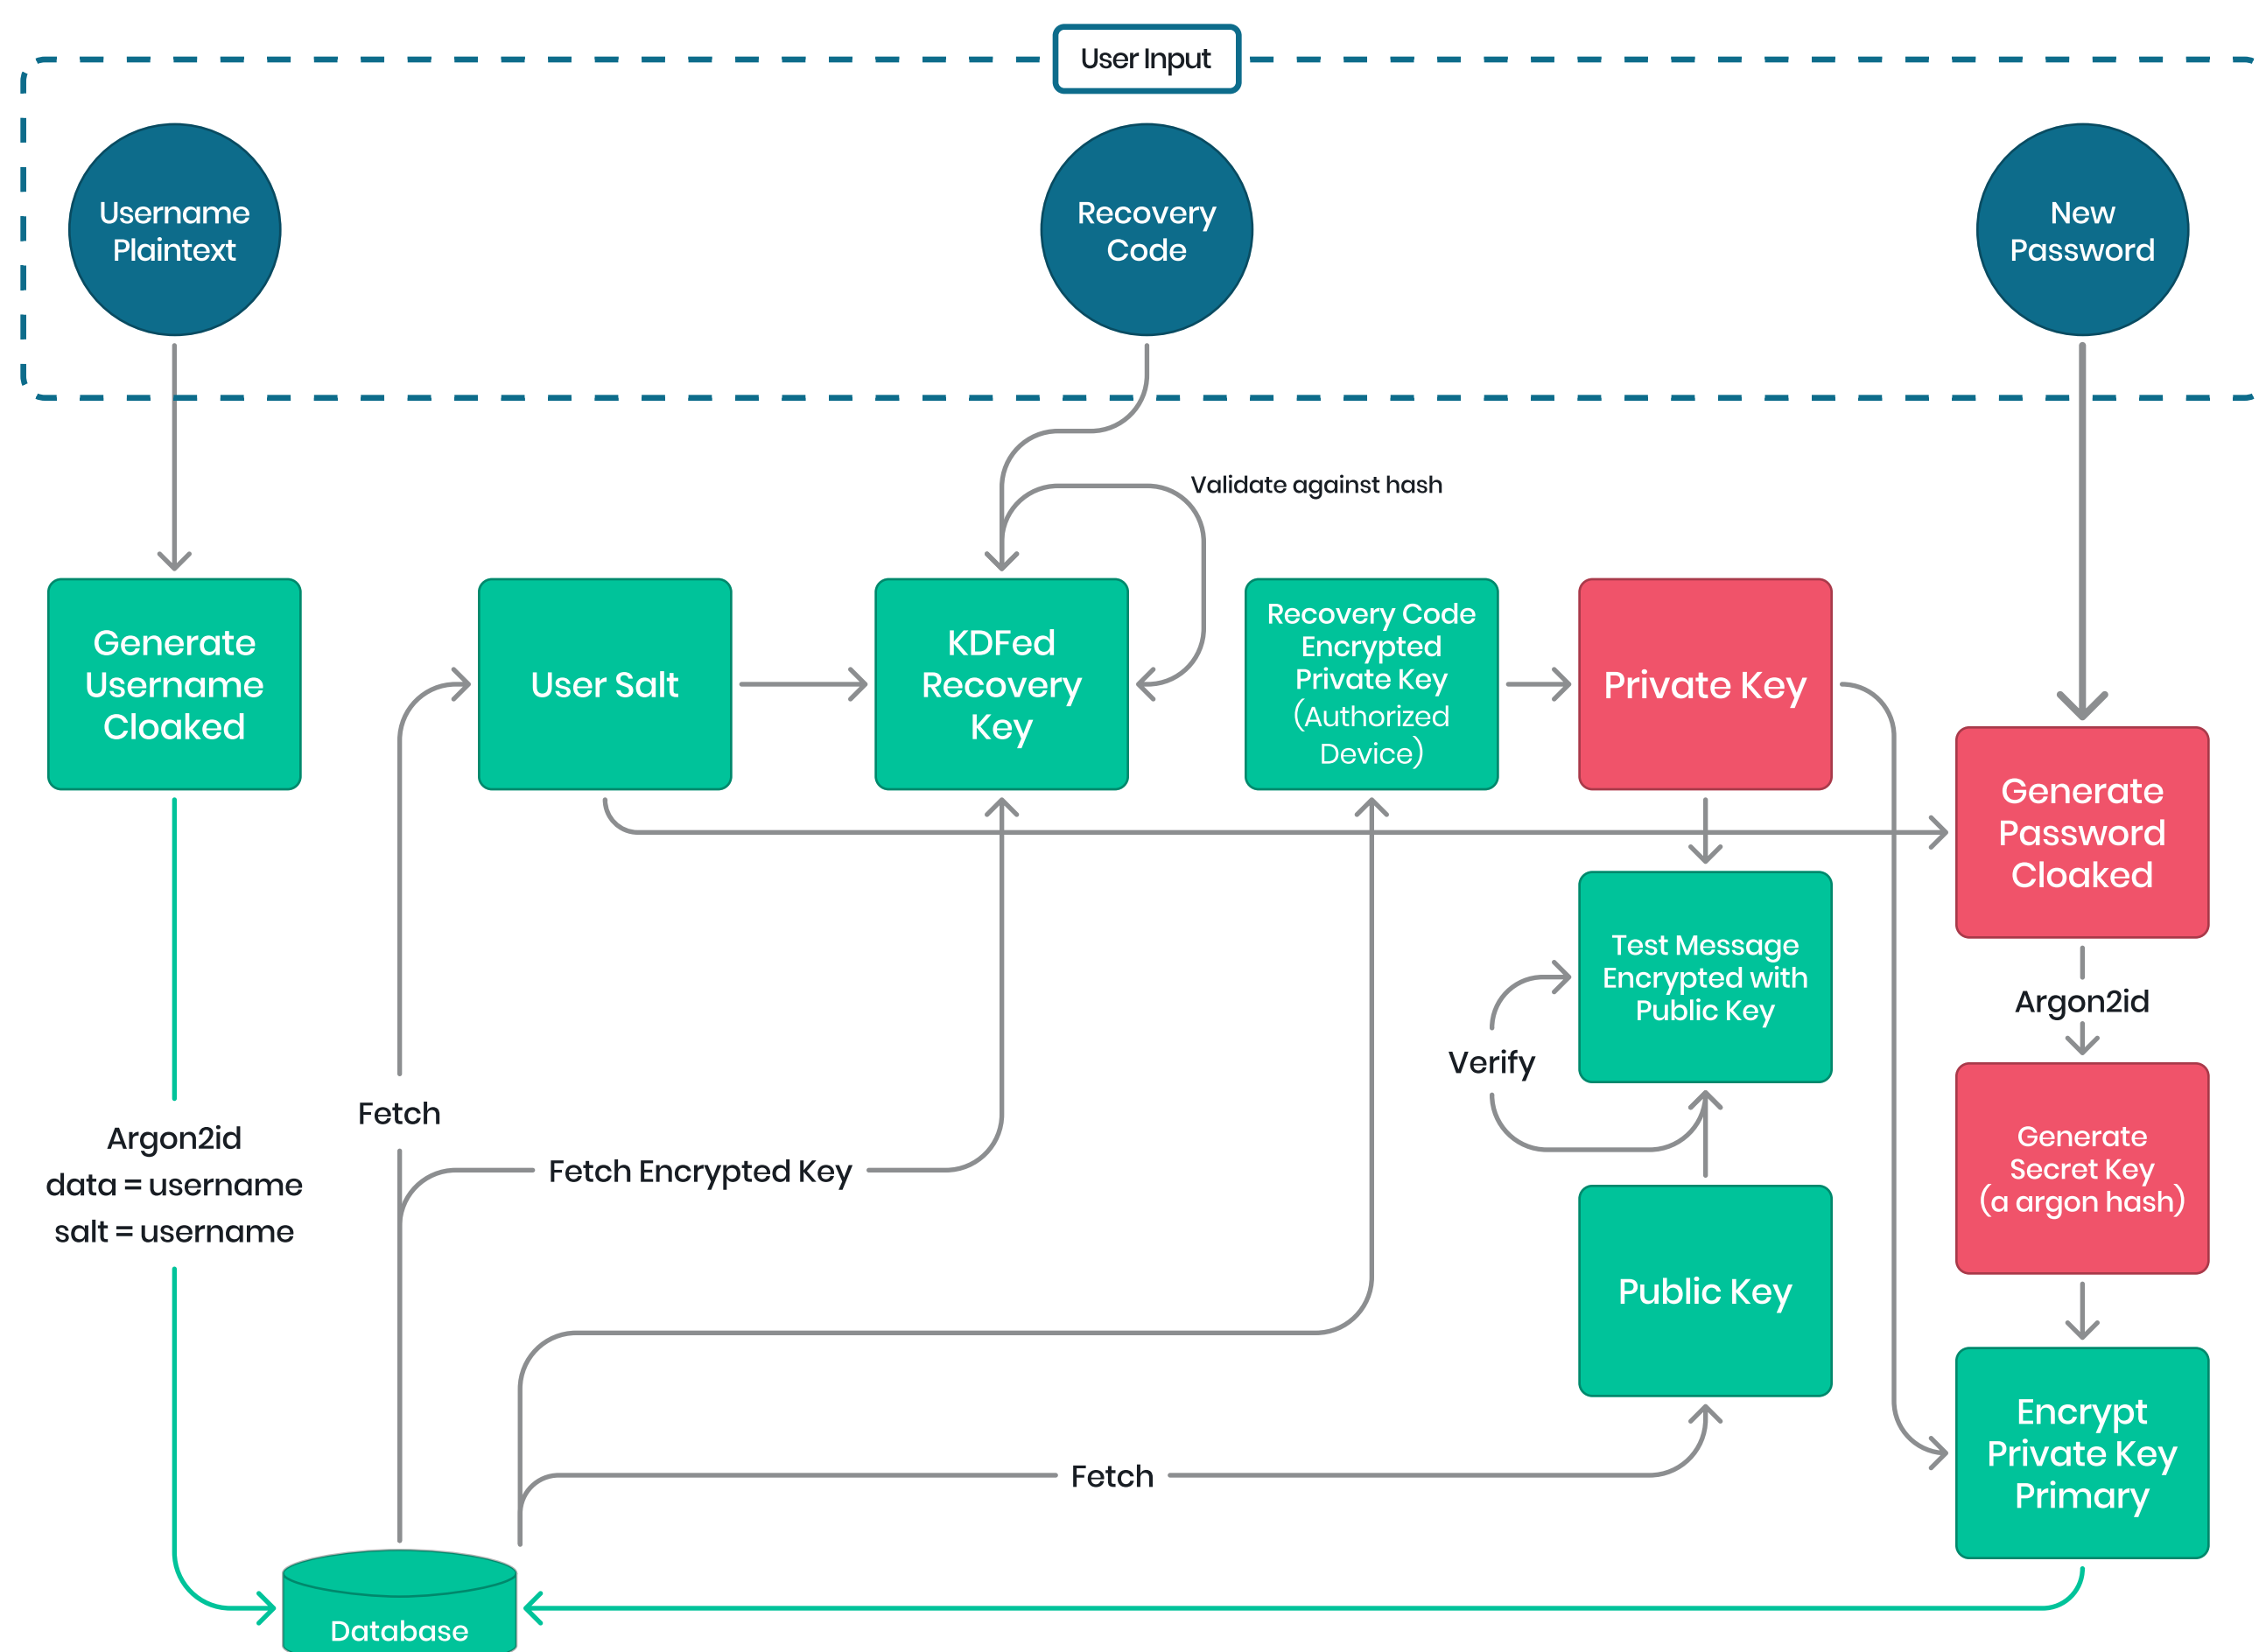 User Input
Username
Plaintext
Recovery
Code
New
Password
Validate against hash
Generate
Username
Cloaked
User Salt
KDFed
Recovery
Key
Recovery Code
Encrypted
Private Key
(Authorized
Device)
Private Key
Generate
Password
Cloaked
Test Message
Encrypted with
Public Key
Argon2id
Verify
Fetch
Argon2id
data = username
salt = username
Fetch Encrypted Key
Generate
Secret Key
(a argon hash)
Public Key
Encrypt
Private Key
Primary
Fetch
Database